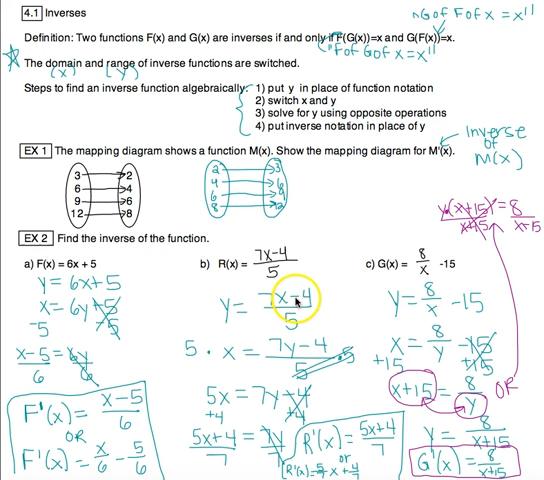 4.1 Inverses
"G of F of x = x"
Definition: Two functions F(x) and G(x) are inverses if and only if F(G(x))=x and G(F(x))=x.
"F of G of x = x"
The domain and range of inverse functions are switched.
(x) (y)
Steps to find an inverse function algebraically: 1) put y in place of function notation
2) switch x and y
3) solve for y using opposite operations
4) put inverse notation in place of y
Inverse of M(x)
EX 1 The mapping diagram shows a function M(x). Show the mapping diagram for M'(x).
3 2 2 3
6 4 4 6
9 6 6 9
12 8 8 12
y(x+15)/x+15 = 8/x+15
EX 2 Find the inverse of the function.
a) F(x) = 6x + 5 b) R(x) = 7x-4/5 c) G(x) = 8/x -15
y = 6x + 5 y = 7x-4/5 y = 8/x -15
x = 6y + 5 5 · x = 7y-4/5 · 5 x = 8/y -15
-5 -5 +15 +15
x-5/6 = 6y/6 5x = 7y-4 x+15 = 8/y OR
+4 +4
F'(x) = x-5/6 5x+4/7 = 7y/7 R'(x) = 5x+4/7 y = 8/x+15
OR or
F'(x) = x/6 - 5/6 R'(x) = 5/7 x + 4/7 G'(x) = 8/x+15